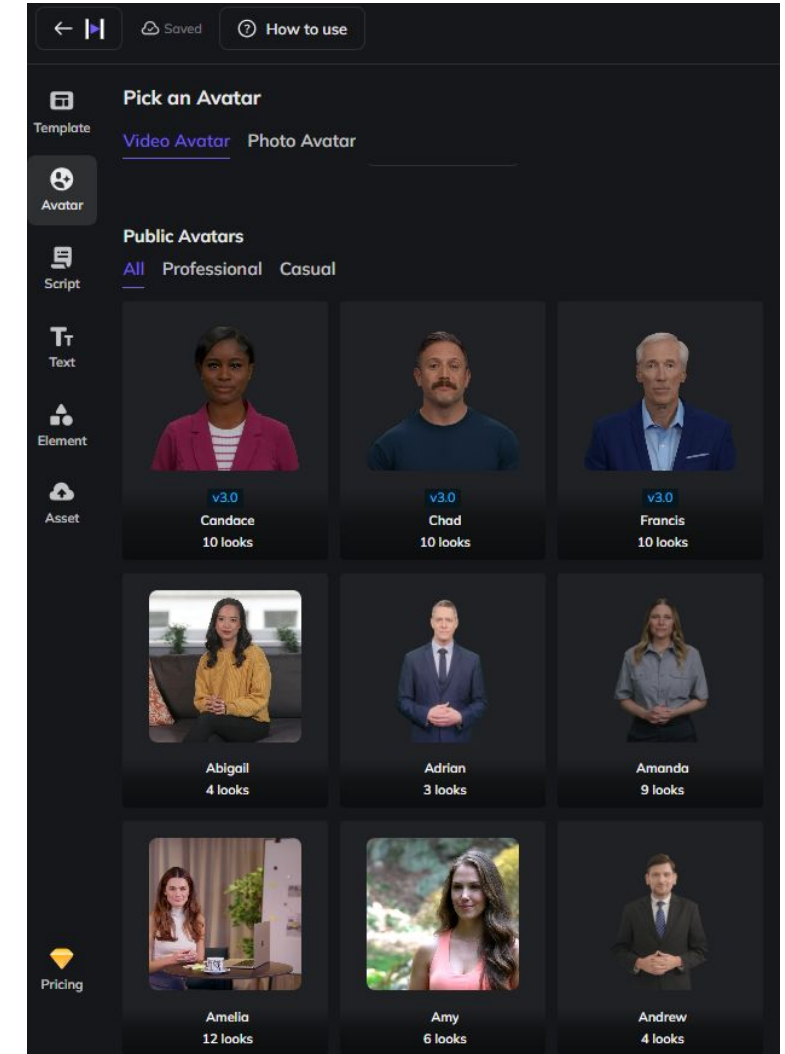 Saved
How to use
Template
Avatar
Script
Text
Element
Asset
Pricing
Pick an Avatar
Video Avatar Photo Avatar
Public Avatars
All Professional Casual
v3.0
Candace
10 looks
v3.0
Chad
10 looks
v3.0
Francis
10 looks
Abigail
4 looks
Adrian
3 looks
Amanda
9 looks
Amelia
12 looks
Amy
6 looks
Andrew
4 looks